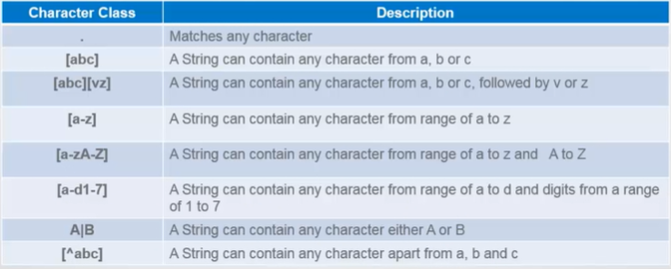 Character Class Description
. Matches any character
[abc] A String can contain any character from a, b or c
[abc][vz] A String can contain any character from a, b or c, followed by v or z
[a-z] A String can contain any character from range of a to z
[a-zA-Z] A String can contain any character from range of a to z and A to Z
[a-d1-7] A String can contain any character from range of a to d and digits from a range
of 1 to 7
A|B A String can contain any character either A or B
[^abc] A String can contain any character apart from a, b and c